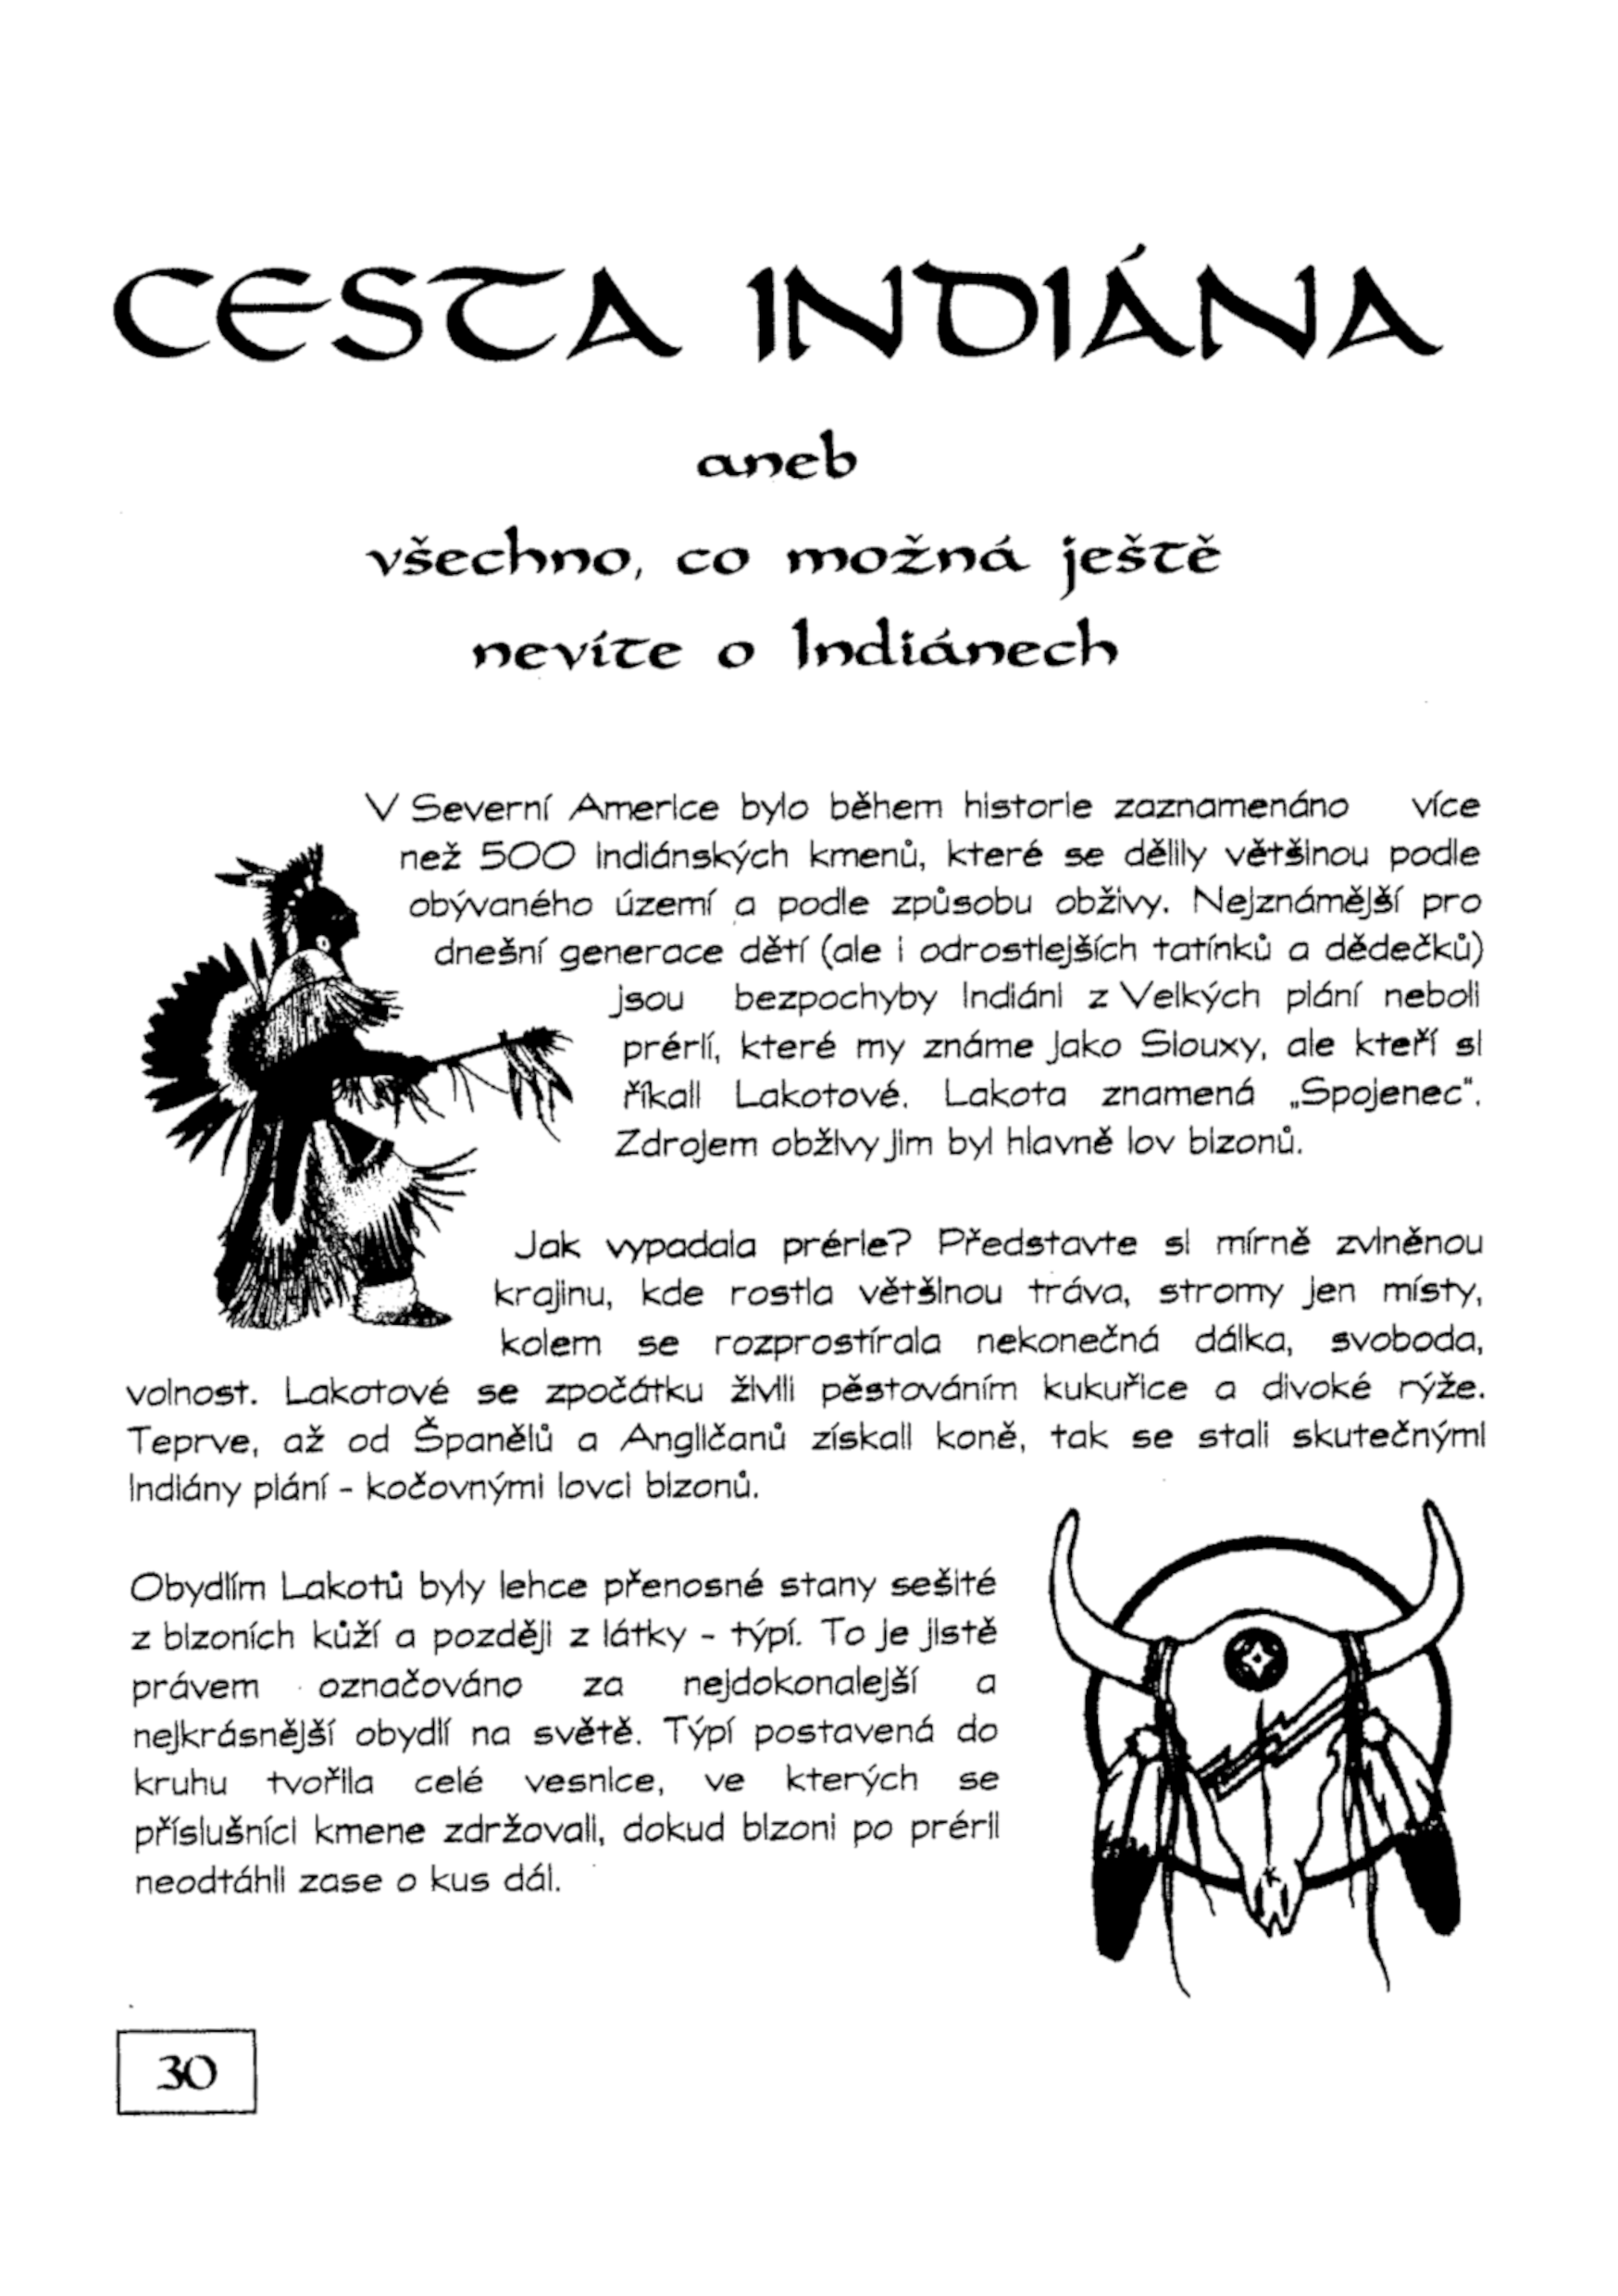 CESTA INDIÁNA
aneb
všechno, co možná ještě
nevíte o Indiánech
V Severní Americe bylo během historie zaznamenáno více
než 500 indiánských kmenů, které se dělily většinou podle
obývaného území a podle způsobu obživy. Nejznámější pro
dnešní generace dětí (ale i odrostlejších tatínků a dědečků)
jsou bezpochyby Indiáni z Velkých plání neboli
prérií, které my známe jako Siouxy, ale kteří si
říkali Lakotové. Lakota znamená „Spojenec“.
Zdrojem obživy jim byl hlavně lov bizonů.
Jak vypadala prérie? Představte si mírně zvlněnou
krajinu, kde rostla většinou tráva, stromy jen místy,
kolem se rozprostírala nekonečná dálka, svoboda,
volnost. Lakotové se zpočátku živili pěstováním kukuřice a divoké rýže.
Teprve, až od Španělů a Angličanů získali koně, tak se stali skutečnými
Indiány plání - kočovnými lovci bizonů.
Obydlím Lakotů byly lehce přenosné stany sešité
z bizoních kůží a později z látky - týpí. To je jistě
právem označováno za nejdokonalejší a
nejkrásnější obydlí na světě. Týpí postavená do
kruhu tvořila celé vesnice, ve kterých se
příslušníci kmene zdržovali, dokud bizoni po prérii
neodtáhli zase o kus dál.
30